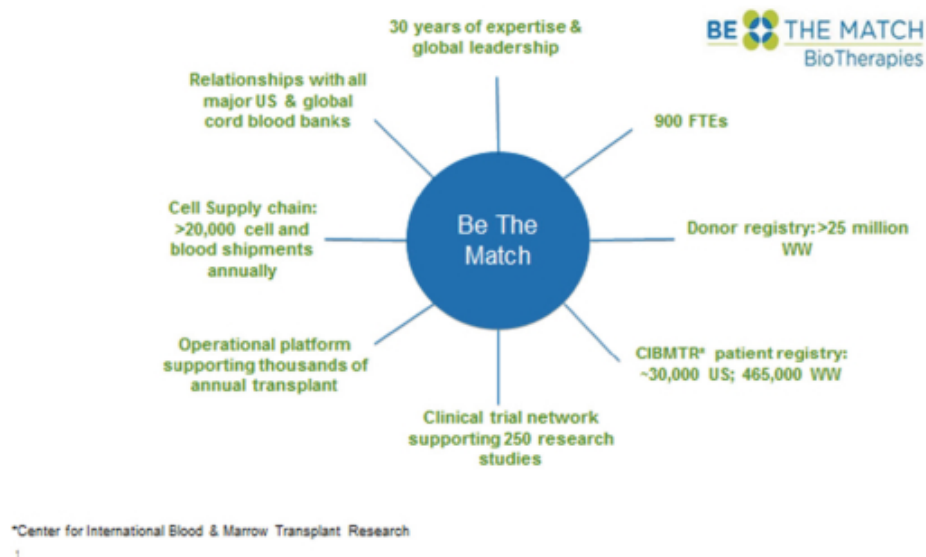 30 years of expertise &
global leadership
BE THE MATCH
BioTherapies
Relationships with all
major US & global
cord blood banks
900 FTEs
Cell Supply chain:
>20,000 cell and
blood shipments
annually
Be The
Match
Donor registry: >25 million
WW
Operational platform
supporting thousands of
annual transplant
CIBMTR* patient registry:
~30,000 US; 465,000 WW
Clinical trial network
supporting 250 research
studies
*Center for International Blood & Marrow Transplant Research
1